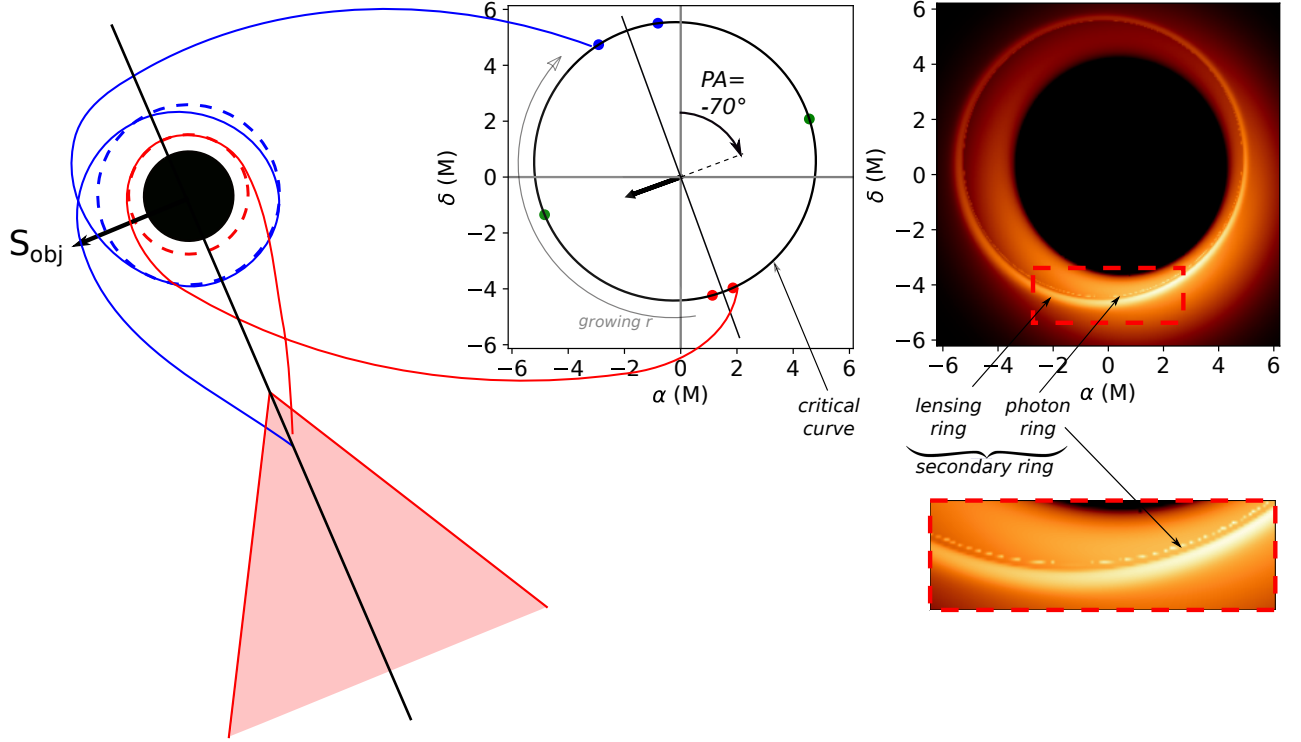 S_obj
6
4
2
0
−2
−4
−6
δ (M)
−6
−4
−2
0
2
4
6
α (M)
PA=
-70°
growing r
critical
curve
6
4
2
0
−2
−4
−6
δ (M)
−6
−4
−2
0
2
4
6
α (M)
lensing
ring
photon
ring
secondary ring